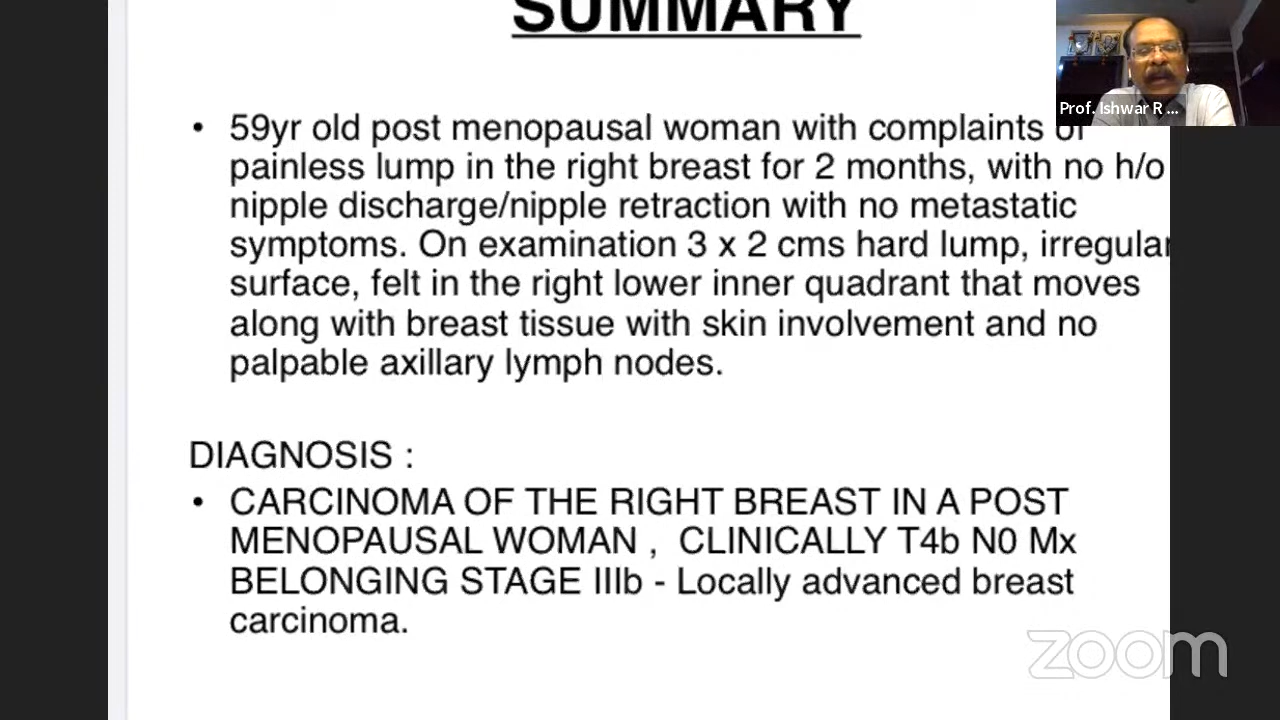 SUMMARY
Prof. Ishwar R ...
• 59yr old post menopausal woman with complaints of
painless lump in the right breast for 2 months, with no h/o
nipple discharge/nipple retraction with no metastatic
symptoms. On examination 3 x 2 cms hard lump, irregular
surface, felt in the right lower inner quadrant that moves
along with breast tissue with skin involvement and no
palpable axillary lymph nodes.
DIAGNOSIS :
• CARCINOMA OF THE RIGHT BREAST IN A POST
MENOPAUSAL WOMAN , CLINICALLY T4b N0 Mx
BELONGING STAGE IIIb - Locally advanced breast
carcinoma.
zoom